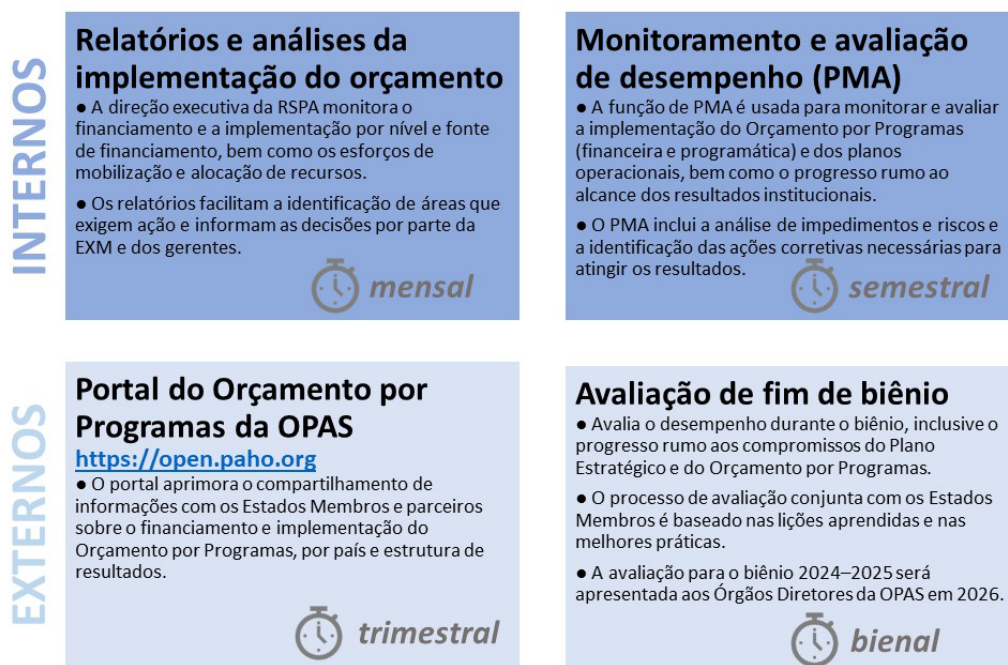 INTERNOS
Relatórios e análises da
implementação do orçamento
● A direção executiva da RSPA monitora o
financiamento e a implementação por nível e fonte
de financiamento, bem como os esforços de
mobilização e alocação de recursos.
● Os relatórios facilitam a identificação de áreas que
exigem ação e informam as decisões por parte da
EXM e dos gerentes.
mensal
Monitoramento e avaliação
de desempenho (PMA)
● A função de PMA é usada para monitorar e avaliar
a implementação do Orçamento por Programas
(financeira e programática) e dos planos
operacionais, bem como o progresso rumo ao
alcance dos resultados institucionais.
● O PMA inclui a análise de impedimentos e riscos e
a identificação das ações corretivas necessárias para
atingir os resultados.
semestral
EXTERNOS
Portal do Orçamento por
Programas da OPAS
https://open.paho.org
● O portal aprimora o compartilhamento de
informações com os Estados Membros e parceiros
sobre o financiamento e implementação do
Orçamento por Programas, por país e estrutura de
resultados.
trimestral
Avaliação de fim de biênio
● Avalia o desempenho durante o biênio, inclusive o
progresso rumo aos compromissos do Plano
Estratégico e do Orçamento por Programas.
● O processo de avaliação conjunta com os Estados
Membros é baseado nas lições aprendidas e nas
melhores práticas.
● A avaliação para o biênio 2024–2025 será
apresentada aos Órgãos Diretores da OPAS em 2026.
bienal